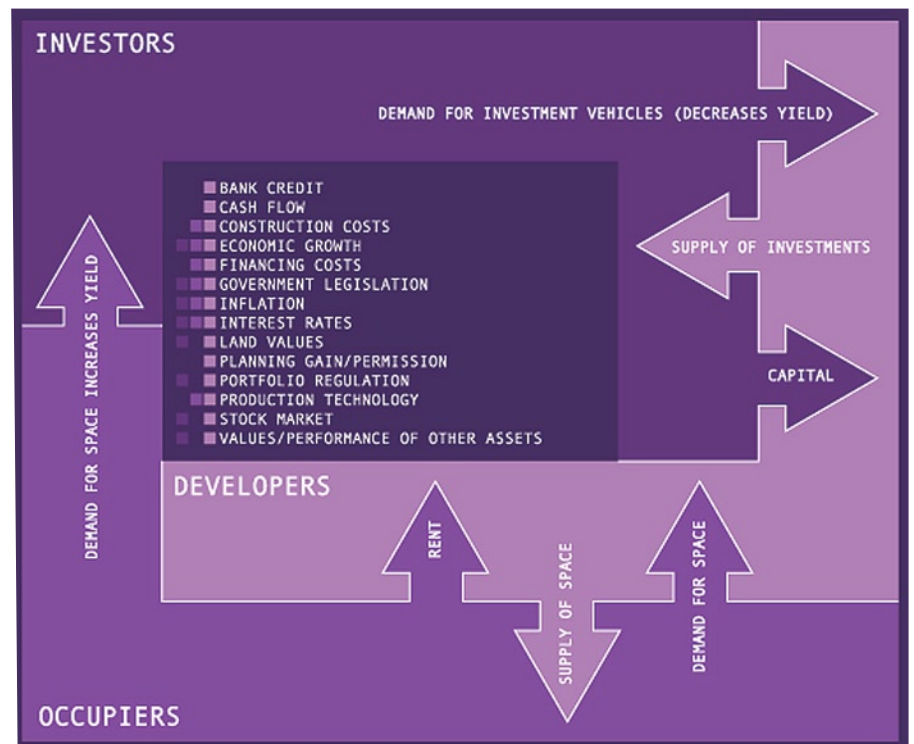 INVESTORS
DEMAND FOR INVESTMENT VEHICLES (DECREASES YIELD)
BANK CREDIT
CASH FLOW
CONSTRUCTION COSTS
ECONOMIC GROWTH
FINANCING COSTS
GOVERNMENT LEGISLATION
INFLATION
INTEREST RATES
LAND VALUES
PLANNING GAIN/PERMISSION
PORTFOLIO REGULATION
PRODUCTION TECHNOLOGY
STOCK MARKET
VALUES/PERFORMANCE OF OTHER ASSETS
SUPPLY OF INVESTMENTS
CAPITAL
DEMAND FOR SPACE INCREASES YIELD
DEVELOPERS
RENT
SUPPLY OF SPACE
DEMAND FOR SPACE
OCCUPIERS